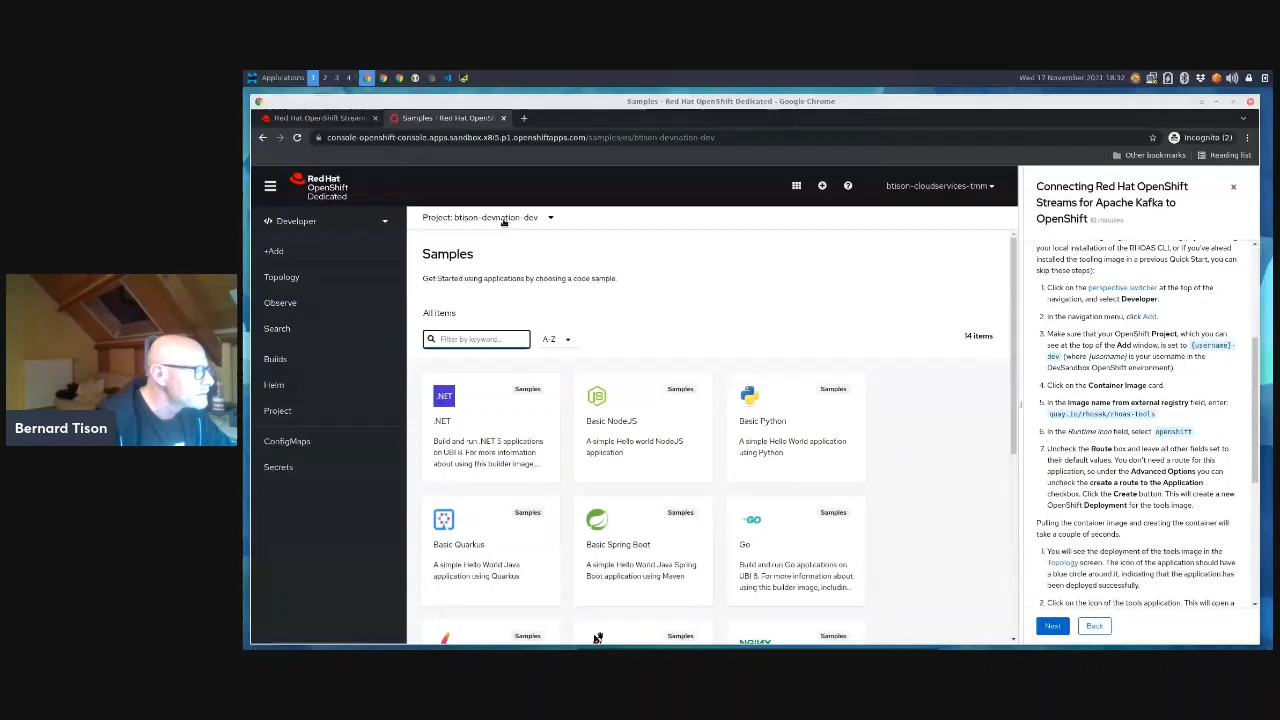 Applications 1 2 3 4
Wed 17 November 2021 18:32
Samples - Red Hat OpenShift Dedicated - Google Chrome
Red Hat OpenShift Stream
Samples · Red Hat OpenSh
console-openshift-console.apps.sandbox.x8i5.p1.openshiftapps.com/samples/ns/btison-devnation-dev
Incognito (2)
Other bookmarks
Reading list
Red Hat
OpenShift
Dedicated
btison-cloudservices-tmm
Developer
+Add
Topology
Observe
Search
Builds
Helm
Project
ConfigMaps
Secrets
Project: btison-devnation-dev
Samples
Get Started using applications by choosing a code sample.
All items
Filter by keyword...
A-Z
14 items
Samples
.NET
.NET
Build and run .NET 5 applications
on UBI 8. For more information
about using this builder image,...
Samples
Basic NodeJS
A simple Hello world NodeJS
application
Samples
Basic Python
A simple Hello World application
using Python
Samples
Basic Quarkus
A simple Hello World Java
application using Quarkus
Samples
Basic Spring Boot
A simple Hello World Java Spring
Boot application using Maven
Samples
GO
Go
Build and run Go applications on
UBI 8. For more information
about using this builder image, includin...
Samples
Samples
NGINX
Samples
Connecting Red Hat OpenShift
Streams for Apache Kafka to
OpenShift 10 minutes
your local installation of the RHOAS CLI, or if you've alread
installed the tooling image in a previous Quick Start, you can
skip these steps):
1. Click on the perspective switcher at the top of the
navigation, and select Developer.
2. In the navigation menu, click Add.
3. Make sure that your OpenShift Project, which you can
see at the top of the Add window, is set to {username}-
dev (where {username} is your username in the
DevSandbox OpenShift environment).
4. Click on the Container Image card.
5. In the Image name from external registry field, enter:
quay.io/rhosak/rhoas-tools
6. In the Runtime icon field, select openshift.
7. Uncheck the Route box and leave all other fields set to
their default values. You don't need a route for this
application, so under the Advanced Options you can
uncheck the create a route to the Application
checkbox. Click the Create button. This will create a new
OpenShift Deployment for the tools image.
Pulling the container image and creating the container will
take a couple of seconds.
1. You will see the deployment of the tools image in the
Topology screen. The icon of the application should
have a blue circle around it, indicating that the application
has been deployed successfully.
2. Click on the icon of the tools application. This will open a
Next
Back
Bernard Tison